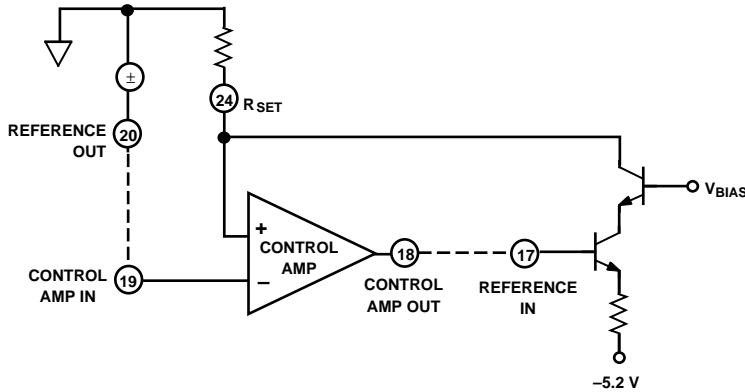 ±
24
R SET
REFERENCE
OUT
20
+
CONTROL
AMP
–
18
CONTROL
AMP OUT
17
REFERENCE
IN
CONTROL
AMP IN
19
VBIAS
–5.2 V